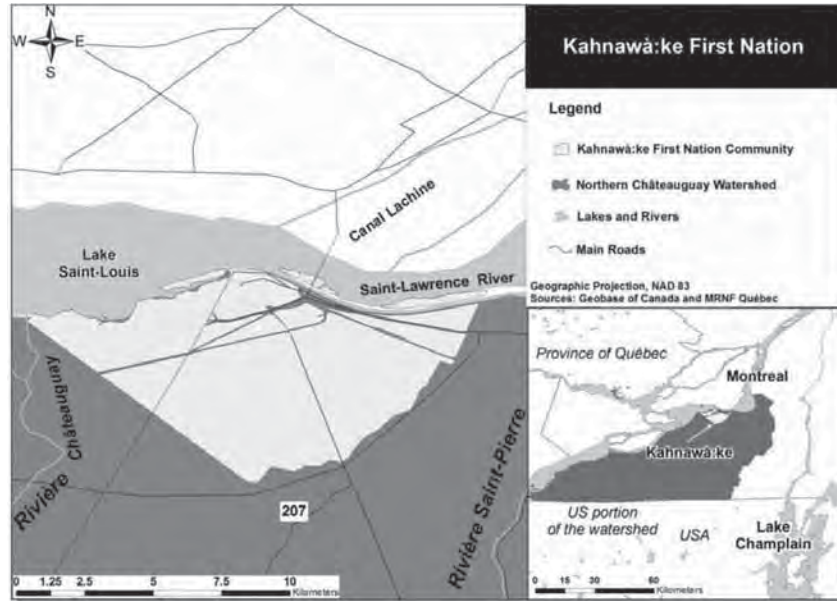 N
W E
S
Kahnawà:ke First Nation
Legend
Kahnawà:ke First Nation Community
Northern Châteauguay Watershed
Lakes and Rivers
Main Roads
Geographic Projection, NAD 83
Sources: Geobase of Canada and MRNF Québec
Canal Lachine
Lake
Saint-Louis
Saint-Lawrence River
Châteauguay
Rivière
207
Rivière Saint-Pierre
0 1.25 2.5 5 7.5 10
Kilometers
Province of Québec
Montreal
Kahnawà:ke
US portion
of the watershed
USA
Lake
Champlain
0 15 30 60
Kilometers